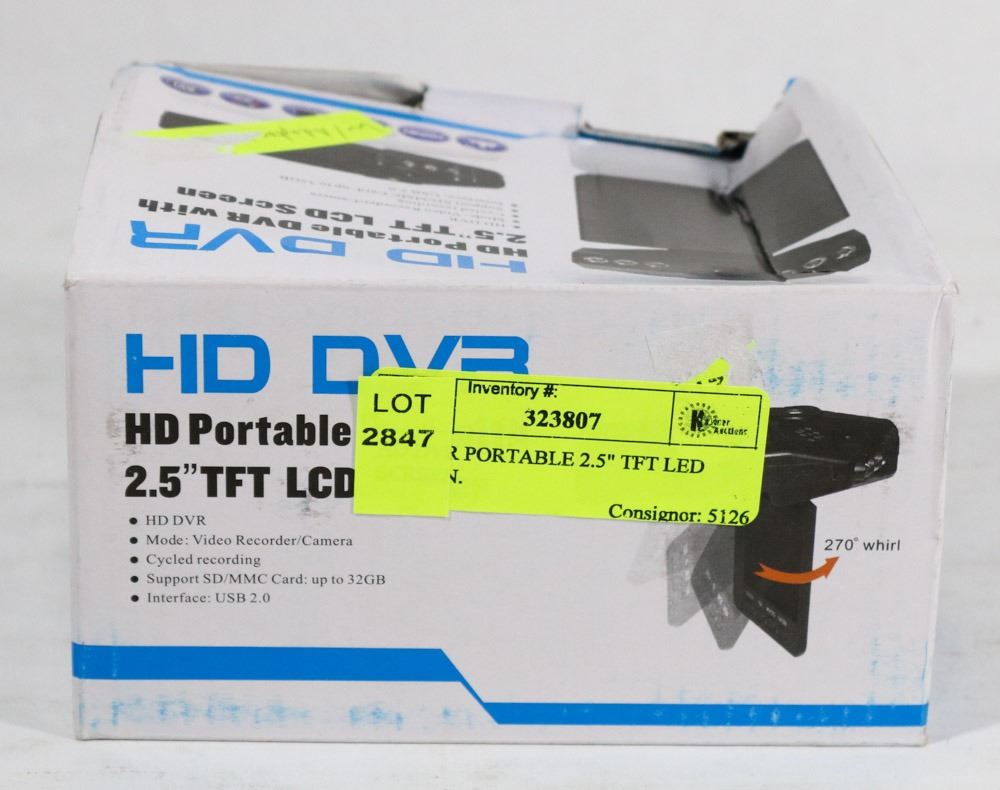 HD DVR
HD Portable DVR with
2.5" TFT LCD Screen
HD DVR
HD Portable
2.5”TFT LCD
LOT
2847
Inventory #:
323807
Auctions
R PORTABLE 2.5" TFT LED
N.
Consignor: 5126
● HD DVR
● Mode: Video Recorder/Camera
● Cycled recording
● Support SD/MMC Card: up to 32GB
● Interface: USB 2.0
270° whirl